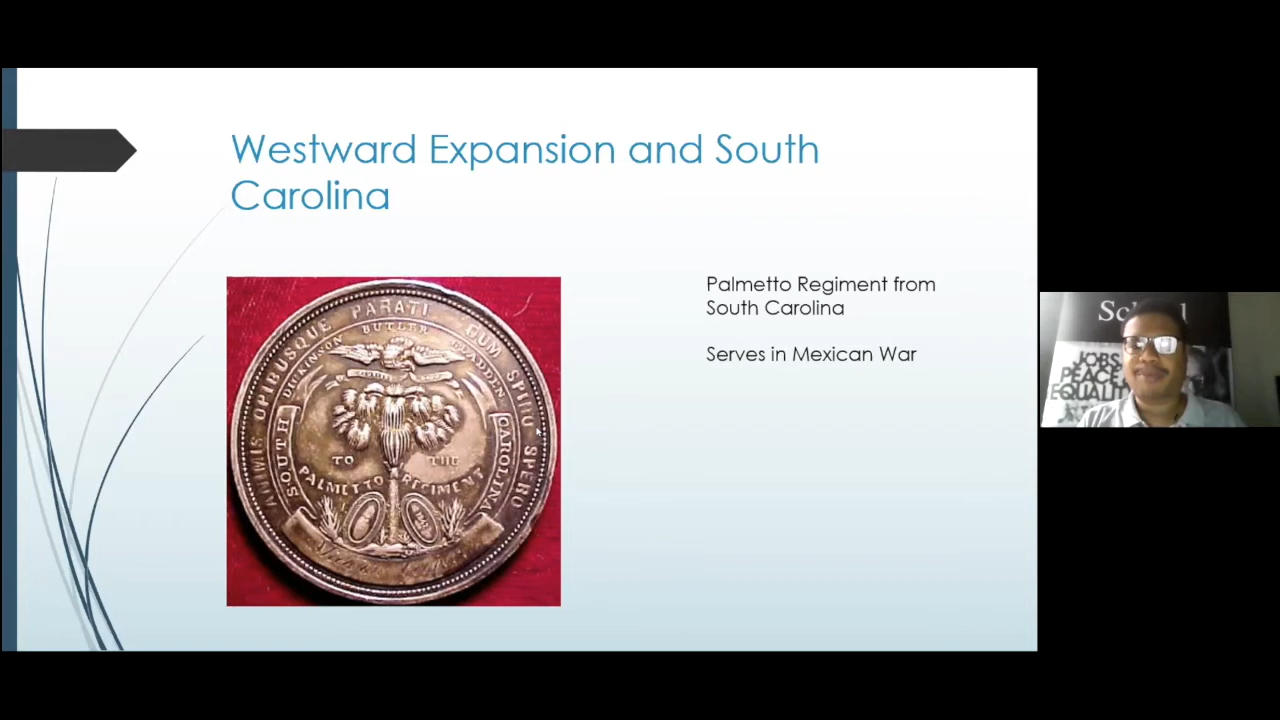 Westward Expansion and South
Carolina
Palmetto Regiment from
South Carolina
Serves in Mexican War
ANIMIS OPIBUSQUE PARATI DUM SPIRO SPERO
DICKINSON BUTLER GLADDEN
SOUTH CAROLINA
TO THE
PALMETTO REGIMENT
JOBS
PEACE